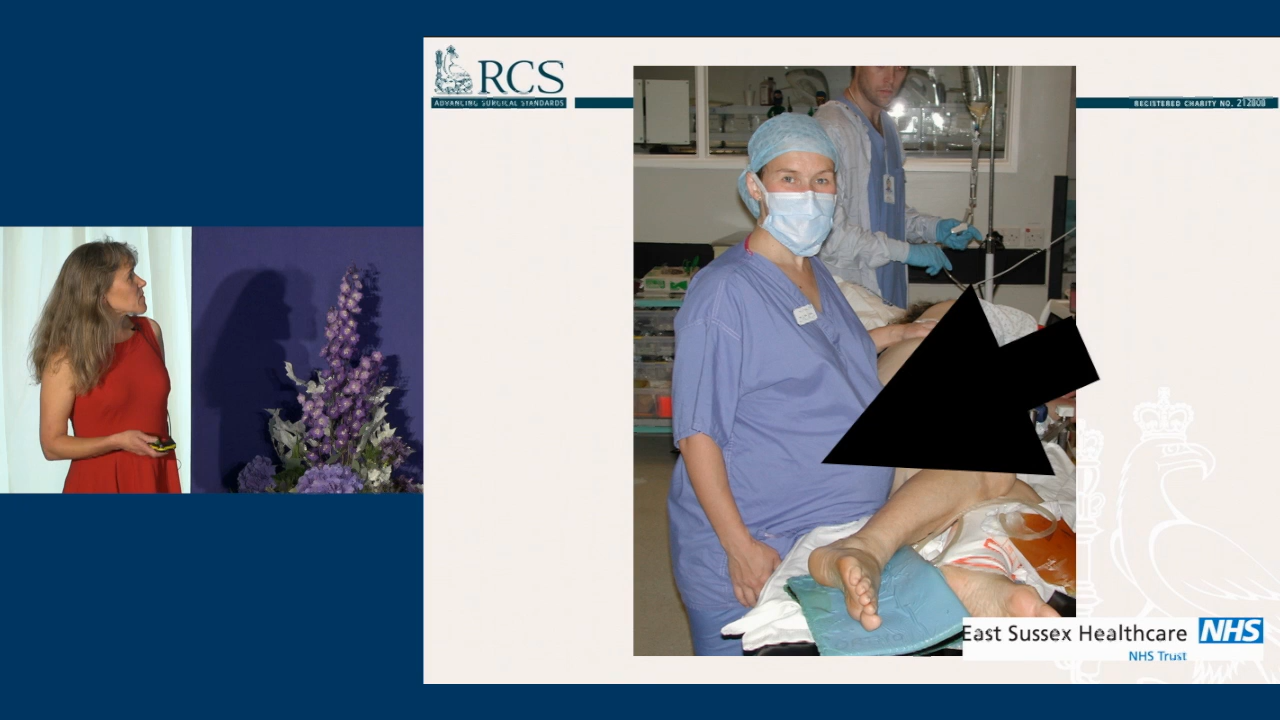 RCS
ADVANCING SURGICAL STANDARDS
REGISTERED CHARITY NO. 212808
East Sussex Healthcare NHS
NHS Trust